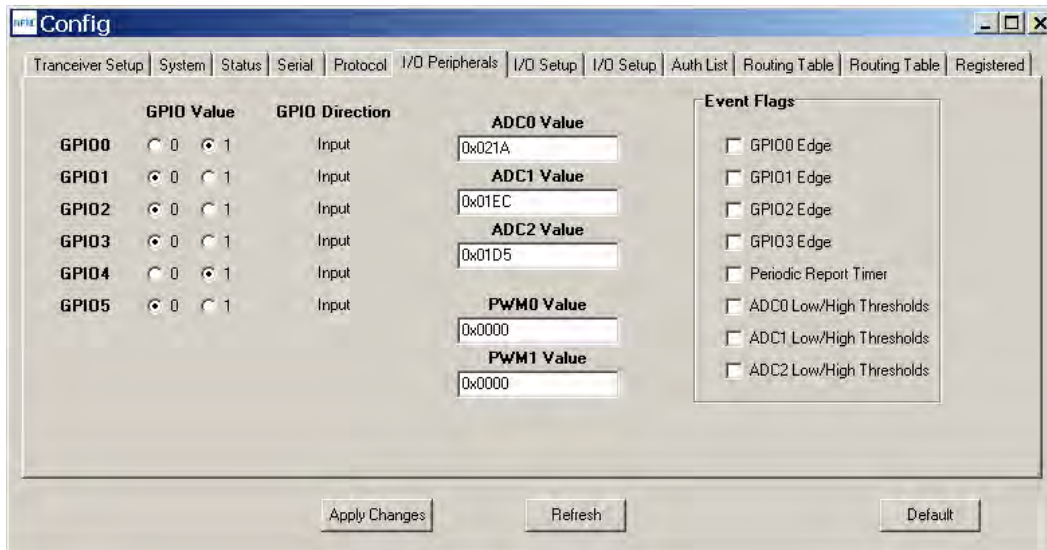 Config
Tranceiver Setup System Status Serial Protocol I/O Peripherals I/O Setup I/O Setup Auth List Routing Table Routing Table Registered
GPIO Value GPIO Direction
GPIO0 0 1 Input
GPIO1 0 1 Input
GPIO2 0 1 Input
GPIO3 0 1 Input
GPIO4 0 1 Input
GPIO5 0 1 Input
ADC0 Value
0x021A
ADC1 Value
0x01EC
ADC2 Value
0x01D5
PWM0 Value
0x0000
PWM1 Value
0x0000
Event Flags
GPIO0 Edge
GPIO1 Edge
GPIO2 Edge
GPIO3 Edge
Periodic Report Timer
ADC0 Low/High Thresholds
ADC1 Low/High Thresholds
ADC2 Low/High Thresholds
Apply Changes Refresh Default